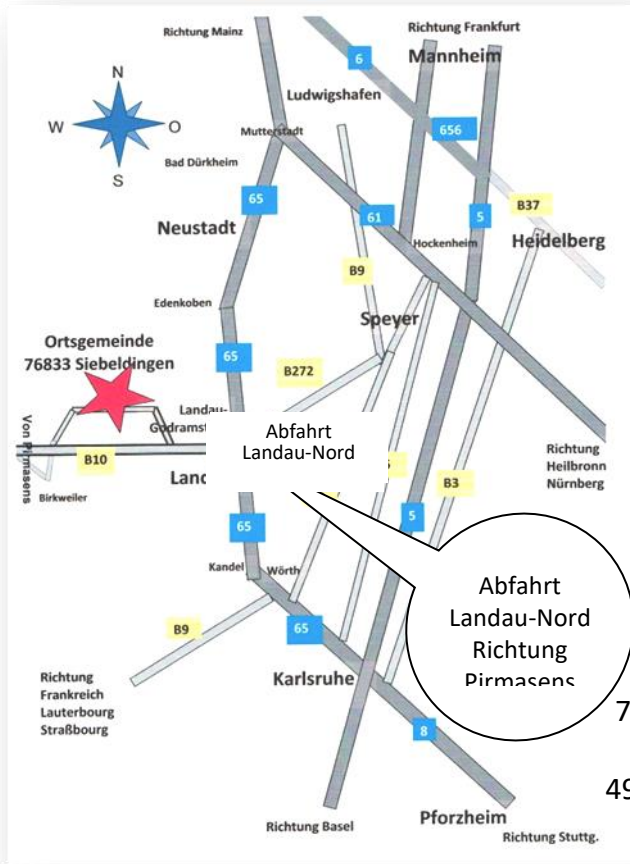 Richtung Mainz
Richtung Frankfurt
Mannheim
6
N
W
O
S
Ludwigshafen
656
Mutterstadt
Bad Dürkheim
65
61
5
B37
Neustadt
Hockenheim
Heidelberg
B9
Edenkoben
Speyer
Ortsgemeinde
76833 Siebeldingen
65
B272
Landau-
Von Pirmasens
B10
Abfahrt
Landau-Nord
Birkweiler
B3
Richtung
Heilbronn
Nürnberg
65
5
Kandel
Wörth
Abfahrt
Landau-Nord
Richtung
Pirmasens
B9
65
Richtung
Frankreich
Lauterbourg
Straßbourg
Karlsruhe
7
8
49
Richtung Basel
Pforzheim
Richtung Stuttg.